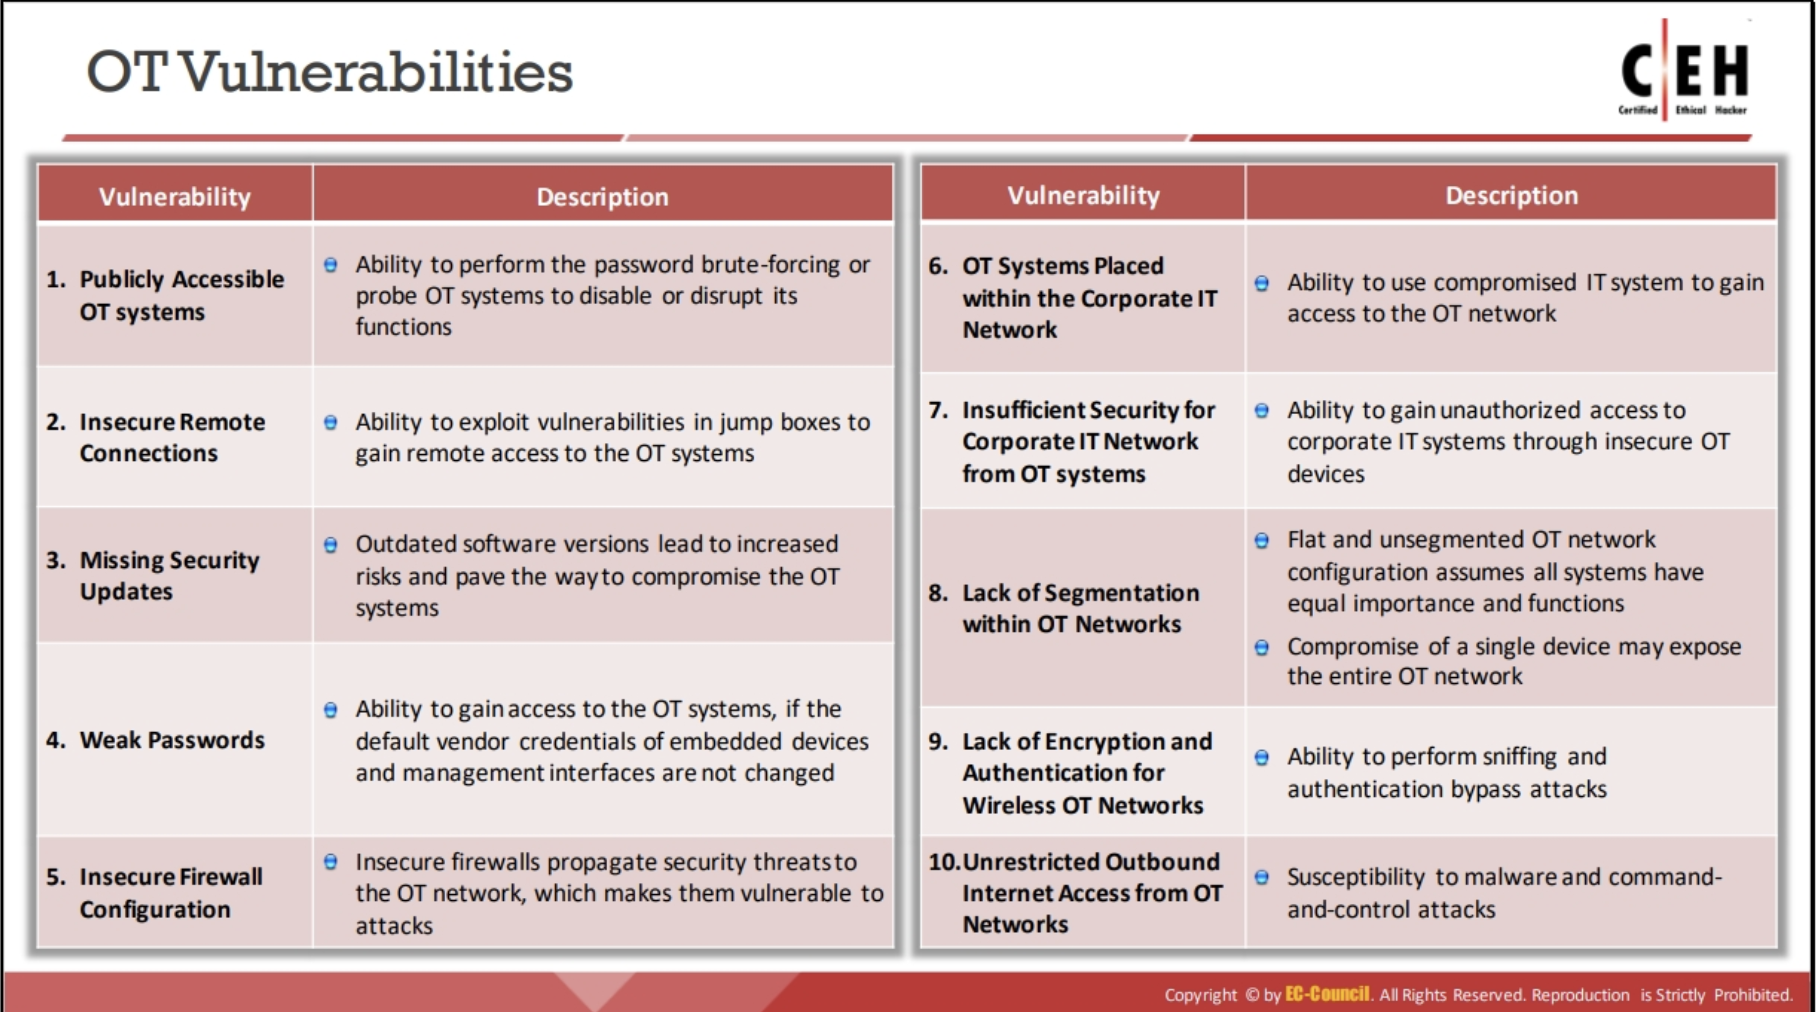 OT Vulnerabilities
C EH
Certified Ethical Hacker
Vulnerability
Description
1. Publicly Accessible
OT systems
Ability to perform the password brute-forcing or
probe OT systems to disable or disrupt its
functions
2. Insecure Remote
Connections
Ability to exploit vulnerabilities in jump boxes to
gain remote access to the OT systems
3. Missing Security
Updates
Outdated software versions lead to increased
risks and pave the way to compromise the OT
systems
4. Weak Passwords
Ability to gain access to the OT systems, if the
default vendor credentials of embedded devices
and management interfaces are not changed
5. Insecure Firewall
Configuration
Insecure firewalls propagate security threats to
the OT network, which makes them vulnerable to
attacks
Vulnerability
Description
6. OT Systems Placed
within the Corporate IT
Network
Ability to use compromised IT system to gain
access to the OT network
7. Insufficient Security for
Corporate IT Network
from OT systems
Ability to gain unauthorized access to
corporate IT systems through insecure OT
devices
8. Lack of Segmentation
within OT Networks
Flat and unsegmented OT network
configuration assumes all systems have
equal importance and functions
Compromise of a single device may expose
the entire OT network
9. Lack of Encryption and
Authentication for
Wireless OT Networks
Ability to perform sniffing and
authentication bypass attacks
10. Unrestricted Outbound
Internet Access from OT
Networks
Susceptibility to malware and command-
and-control attacks
Copyright © by EC-Council. All Rights Reserved. Reproduction is Strictly Prohibited.